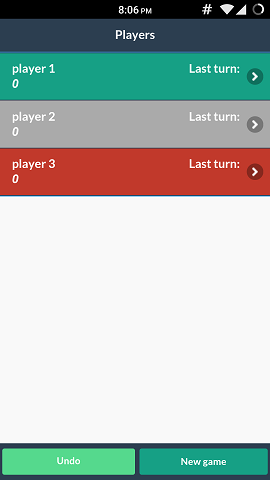 8:06 PM #
Players
player 1 Last turn:
0
player 2 Last turn:
0
player 3 Last turn:
0
Undo New game